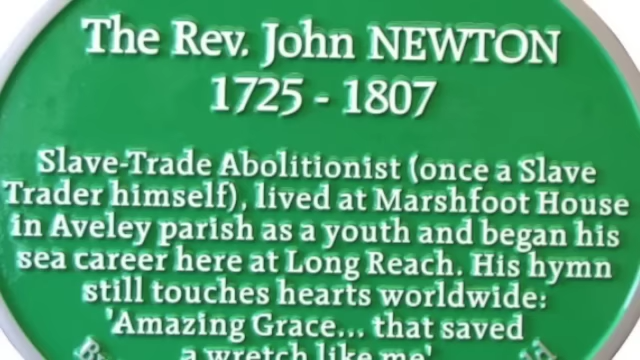 The Rev. John NEWTON
1725 - 1807
Slave-Trade Abolitionist (once a Slave
Trader himself), lived at Marshfoot House
in Aveley parish as a youth and began his
sea career here at Long Reach. His hymn
still touches hearts worldwide:
'Amazing Grace... that saved
a wretch like me'